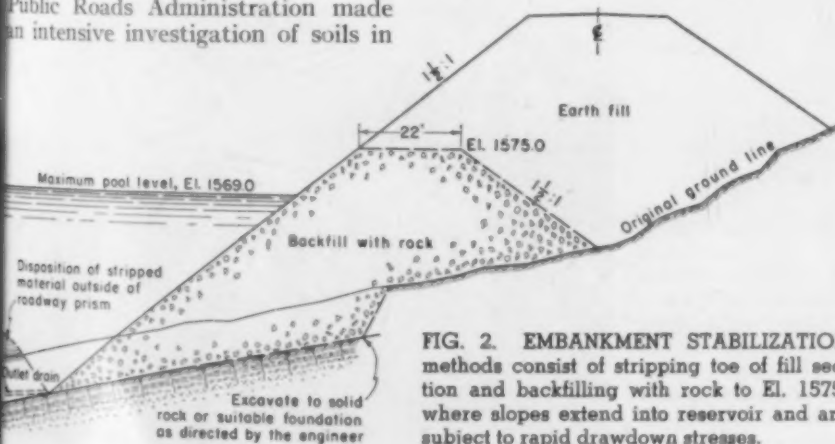 Public Roads Administration made
an intensive investigation of soils in
1½:1
℄
Earth fill
22'
El. 1575.0
1½:1
Original ground line
Maximum pool level, El. 1569.0
Backfill with rock
Disposition of stripped
material outside of
roadway prism
Outlet drain
Excavate to solid
rock or suitable foundation
as directed by the engineer
FIG. 2. EMBANKMENT STABILIZATIO
methods consist of stripping toe of fill sec
tion and backfilling with rock to El. 1575
where slopes extend into reservoir and ar
subject to rapid drawdown stresses.